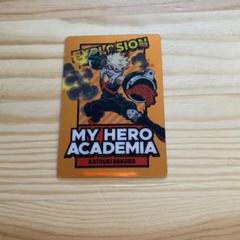 EXPLOSION
MY HERO
ACADEMIA
KATSUKI BAKUGO